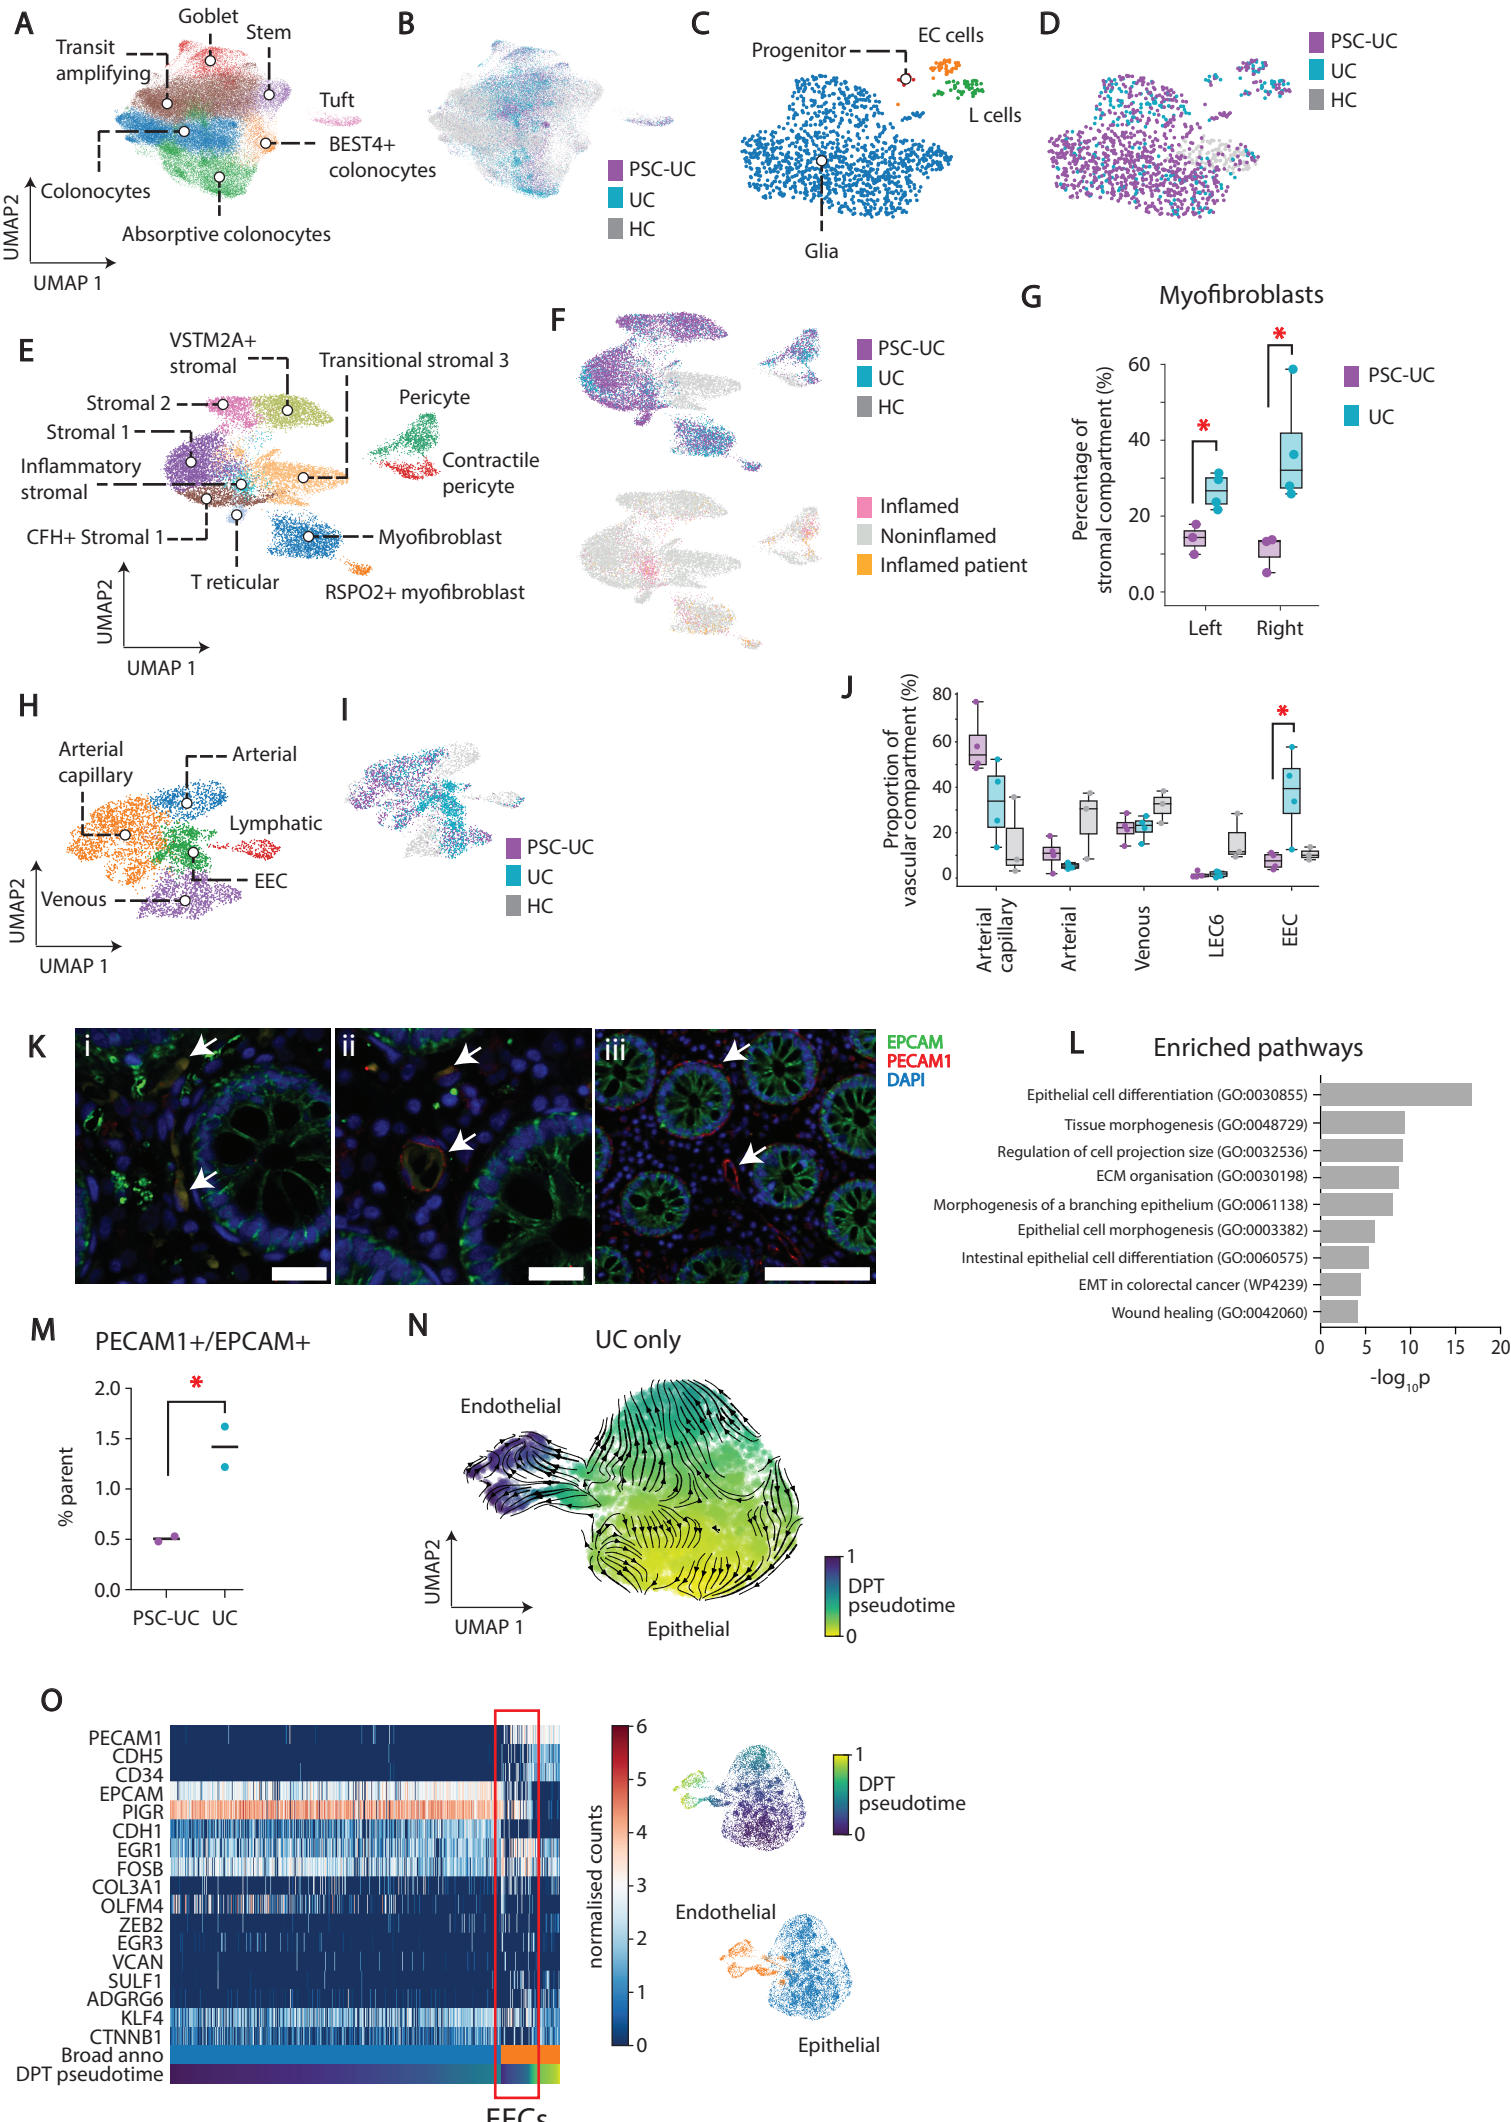 A
Goblet
Stem
Transit
amplifying
Tuft
BEST4+
colonocytes
Colonocytes
Absorptive colonocytes
UMAP2
UMAP 1
B
PSC-UC
UC
HC
C
Progenitor
EC cells
L cells
Glia
D
PSC-UC
UC
HC
E
VSTM2A+
stromal
Transitional stromal 3
Stromal 2
Pericyte
Stromal 1
Inflammatory
stromal
Contractile
pericyte
CFH+ Stromal 1
Myofibroblast
T reticular
RSPO2+ myofibroblast
UMAP2
UMAP 1
F
PSC-UC
UC
HC
Inflamed
Noninflamed
Inflamed patient
G
Myofibroblasts
*
*
Percentage of
stromal compartment (%)
60
40
20
0.0
Left
Right
PSC-UC
UC
H
Arterial
capillary
Arterial
Lymphatic
EEC
Venous
UMAP2
UMAP 1
I
PSC-UC
UC
HC
J
Proportion of
vascular compartment (%)
80
60
40
20
0
*
Arterial
capillary
Arterial
Venous
LEC6
EEC
K
i
ii
iii
EPCAM
PECAM1
DAPI
L
Enriched pathways
Epithelial cell differentiation (GO:0030855)
Tissue morphogenesis (GO:0048729)
Regulation of cell projection size (GO:0032536)
ECM organisation (GO:0030198)
Morphogenesis of a branching epithelium (GO:0061138)
Epithelial cell morphogenesis (GO:0003382)
Intestinal epithelial cell differentiation (GO:0060575)
EMT in colorectal cancer (WP4239)
Wound healing (GO:0042060)
0 5 10 15 20
-log10p
M
PECAM1+/EPCAM+
*
% parent
2.0
1.5
1.0
0.5
0.0
PSC-UC UC
N
UC only
Endothelial
Epithelial
UMAP2
UMAP 1
1
DPT
pseudotime
0
O
PECAM1
CDH5
CD34
EPCAM
PIGR
CDH1
EGR1
FOSB
COL3A1
OLFM4
ZEB2
EGR3
VCAN
SULF1
ADGRG6
KLF4
CTNNB1
Broad anno
DPT pseudotime
EECs
normalised counts
6
5
4
3
2
1
0
1
DPT
pseudotime
0
Endothelial
Epithelial